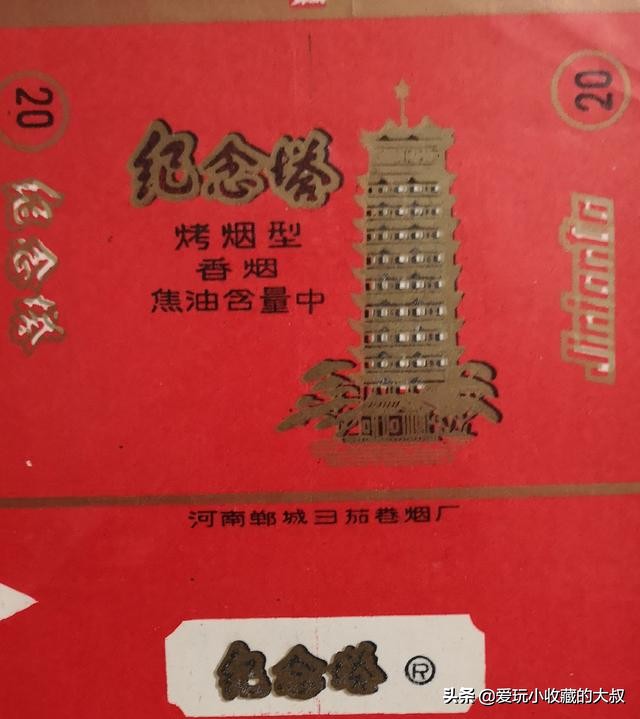 20
20
纪念塔
纪念塔
Jinianta
烤烟型
香烟
焦油含量中
河南郸城彐茄卷烟厂
纪念塔 ®
头条 @爱玩小收藏的大叔